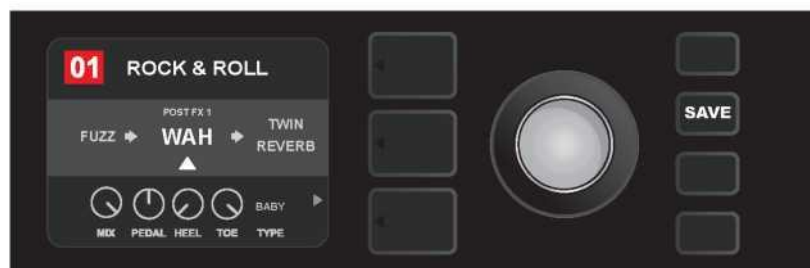 01 ROCK & ROLL
POST FX 1
FUZZ WAH TWIN
REVERB
BABY
MIX PEDAL HEEL TOE TYPE
SAVE